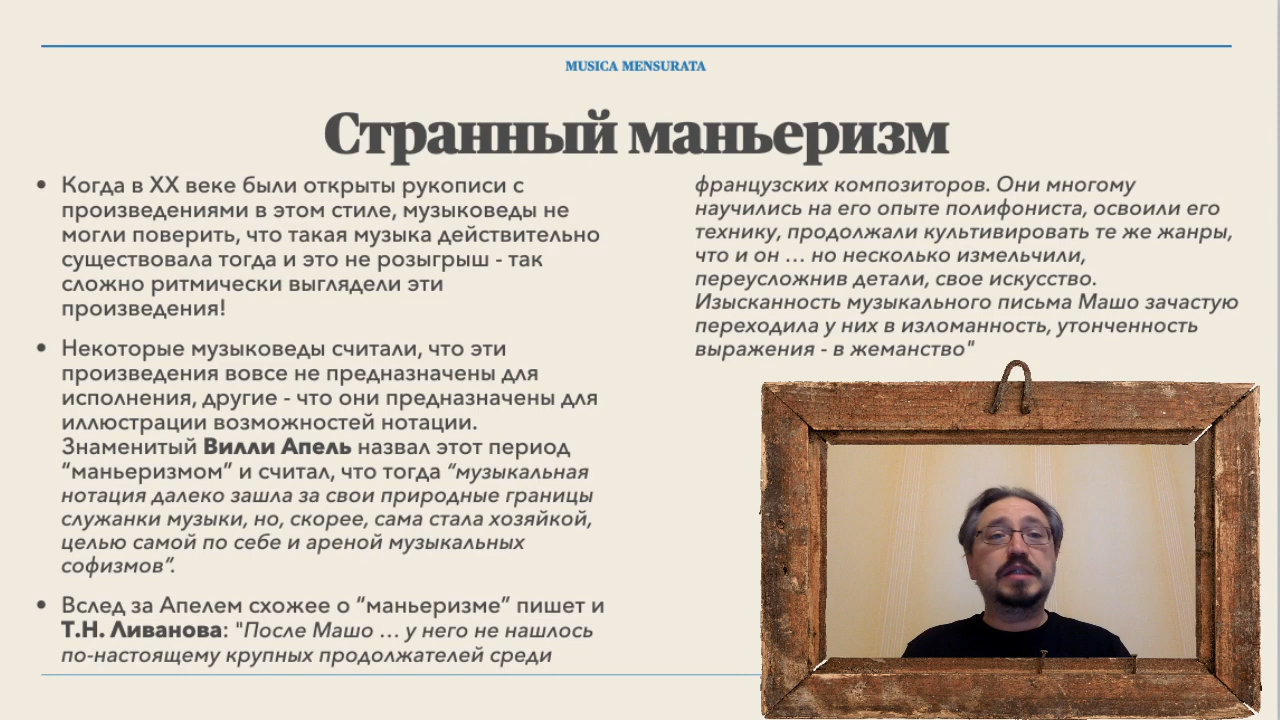 MUSICA MENSURATA
Странный маньеризм
• Когда в XX веке были открыты рукописи с
произведениями в этом стиле, музыковеды не
могли поверить, что такая музыка действительно
существовала тогда и это не розыгрыш - так
сложно ритмически выглядели эти
произведения!
• Некоторые музыковеды считали, что эти
произведения вовсе не предназначены для
исполнения, другие - что они предназначены для
иллюстрации возможностей нотации.
Знаменитый Вилли Апель назвал этот период
“маньеризмом” и считал, что тогда “музыкальная
нотация далеко зашла за свои природные границы
служанки музыки, но, скорее, сама стала хозяйкой,
целью самой по себе и ареной музыкальных
софизмов”.
• Вслед за Апелем схожее о “маньеризме” пишет и
Т.Н. Ливанова: "После Машо … у него не нашлось
по-настоящему крупных продолжателей среди
французских композиторов. Они многому
научились на его опыте полифониста, освоили его
технику, продолжали культивировать те же жанры,
что и он … но несколько измельчили,
переусложнив детали, свое искусство.
Изысканность музыкального письма Машо зачастую
переходила у них в изломанность, утонченность
выражения - в жеманство"